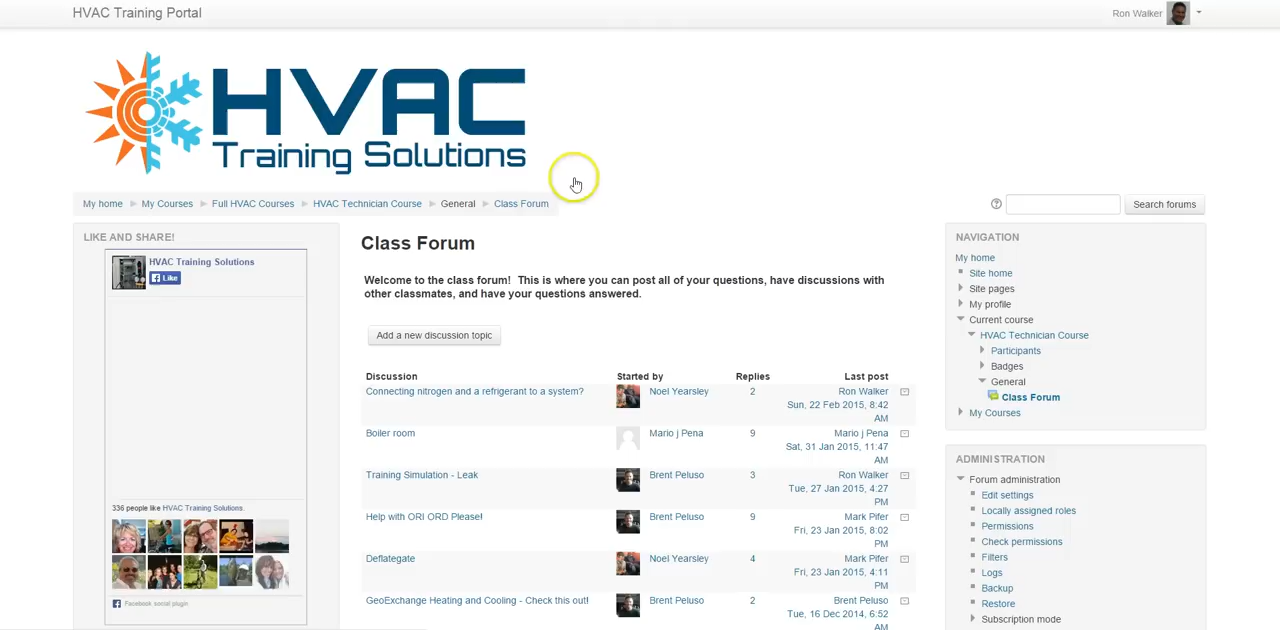 HVAC Training Portal
Ron Walker
HVAC
Training Solutions
My home My Courses Full HVAC Courses HVAC Technician Course General Class Forum
Search forums
LIKE AND SHARE!
HVAC Training Solutions
Like
336 people like HVAC Training Solutions.
Facebook social plugin
Class Forum
Welcome to the class forum! This is where you can post all of your questions, have discussions with
other classmates, and have your questions answered.
Add a new discussion topic
Discussion Started by Replies Last post
Connecting nitrogen and a refrigerant to a system? Noel Yearsley 2 Ron Walker
Sun, 22 Feb 2015, 8:42
AM
Boiler room Mario j Pena 9 Mario j Pena
Sat, 31 Jan 2015, 11:47
AM
Training Simulation - Leak Brent Peluso 3 Ron Walker
Tue, 27 Jan 2015, 4:27
PM
Help with ORI ORD Please! Brent Peluso 9 Mark Pifer
Fri, 23 Jan 2015, 8:02
PM
Deflategate Noel Yearsley 4 Mark Pifer
Fri, 23 Jan 2015, 4:11
PM
GeoExchange Heating and Cooling - Check this out! Brent Peluso 2 Brent Peluso
Tue, 16 Dec 2014, 6:52
AM
NAVIGATION
My home
Site home
Site pages
My profile
Current course
HVAC Technician Course
Participants
Badges
General
Class Forum
My Courses
ADMINISTRATION
Forum administration
Edit settings
Locally assigned roles
Permissions
Check permissions
Filters
Logs
Backup
Restore
Subscription mode